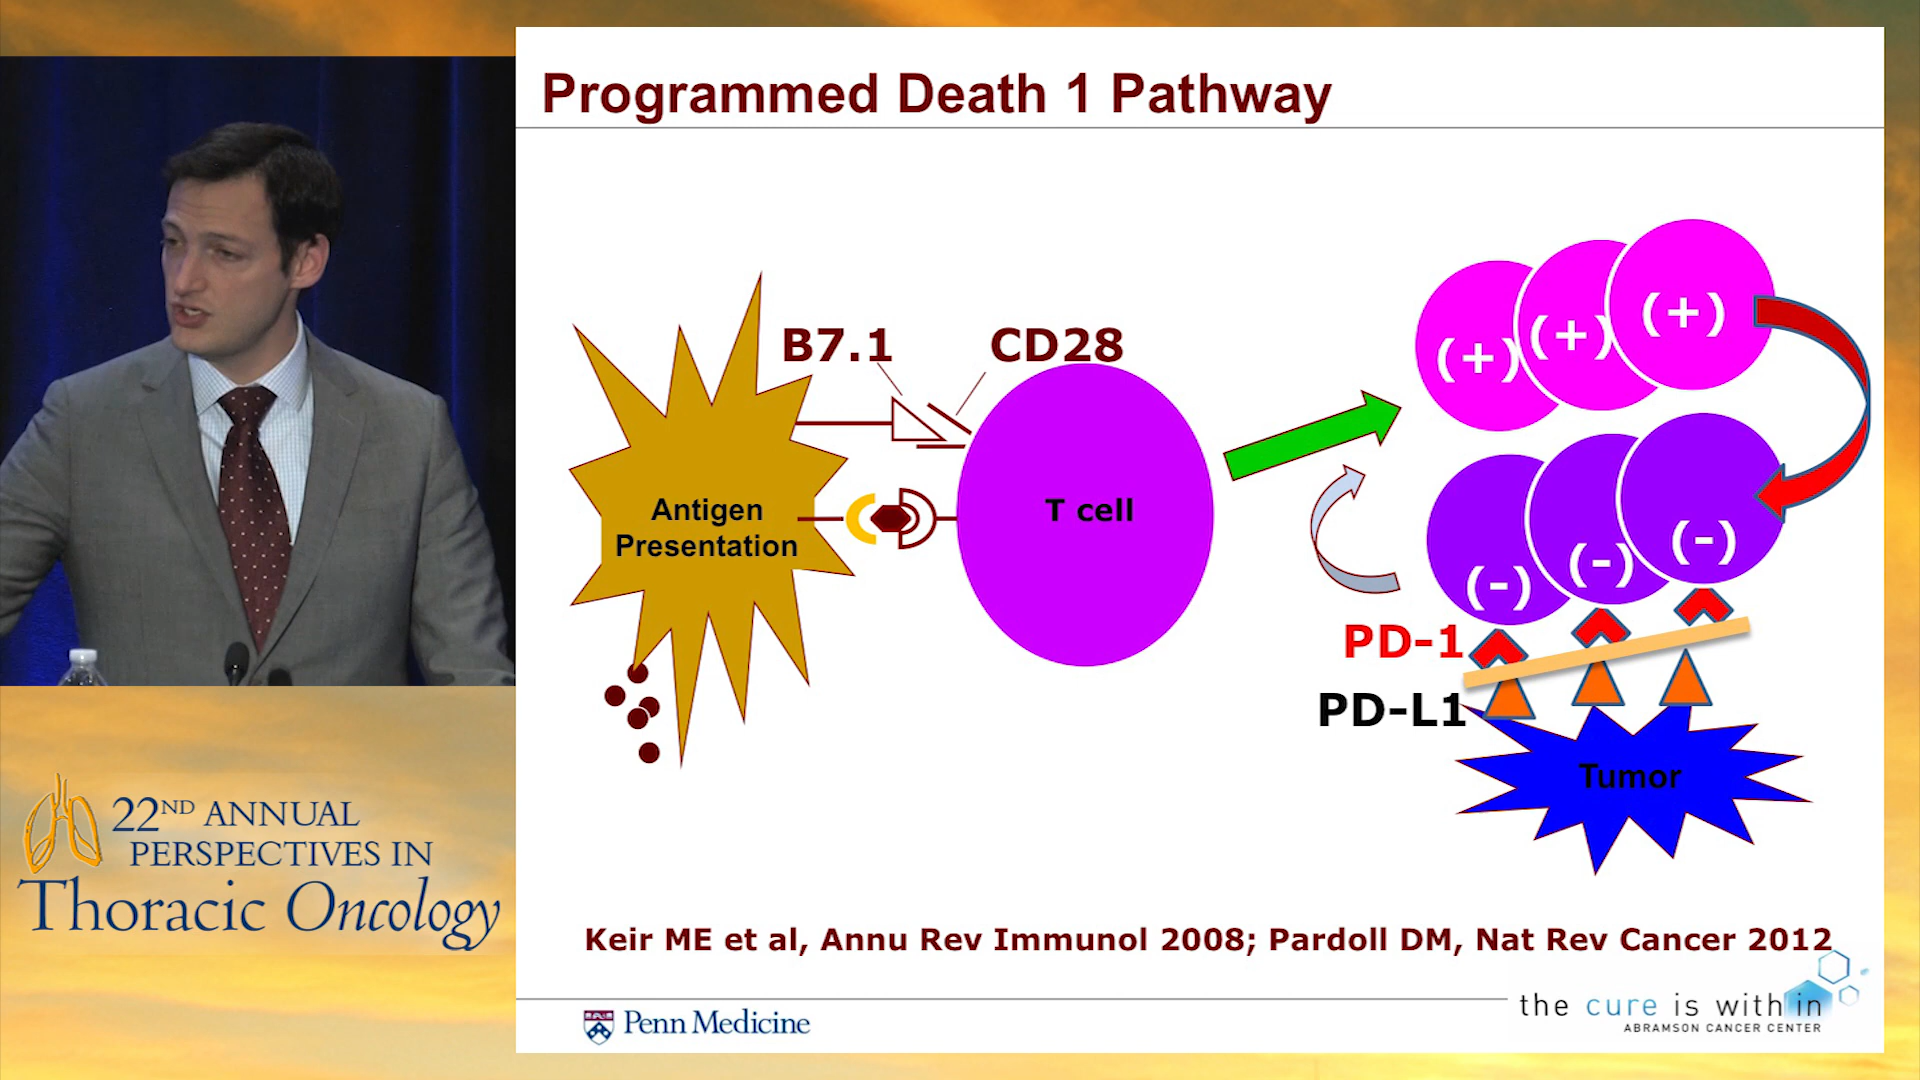 Programmed Death 1 Pathway
B7.1
CD28
Antigen
Presentation
T cell
(+)
(+)
(+)
(-)
(-)
(-)
PD-1
PD-L1
Tumor
Keir ME et al, Annu Rev Immunol 2008; Pardoll DM, Nat Rev Cancer 2012
Penn Medicine
the cure is within
ABRAMSON CANCER CENTER
22ND ANNUAL
PERSPECTIVES IN
Thoracic Oncology